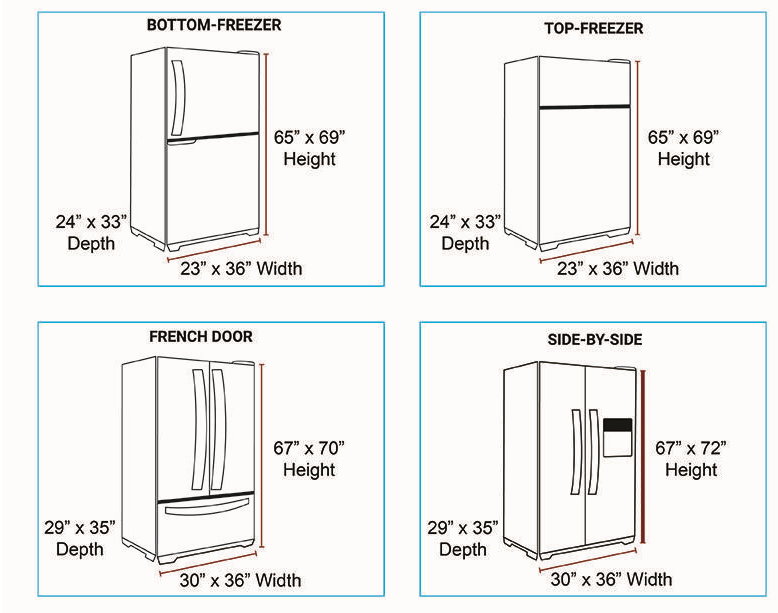 BOTTOM-FREEZER
65” x 69”
Height
24” x 33”
Depth
23” x 36” Width
TOP-FREEZER
65” x 69”
Height
24” x 33”
Depth
23” x 36” Width
FRENCH DOOR
67” x 70”
Height
29” x 35”
Depth
30” x 36” Width
SIDE-BY-SIDE
67” x 72”
Height
29” x 35”
Depth
30” x 36” Width